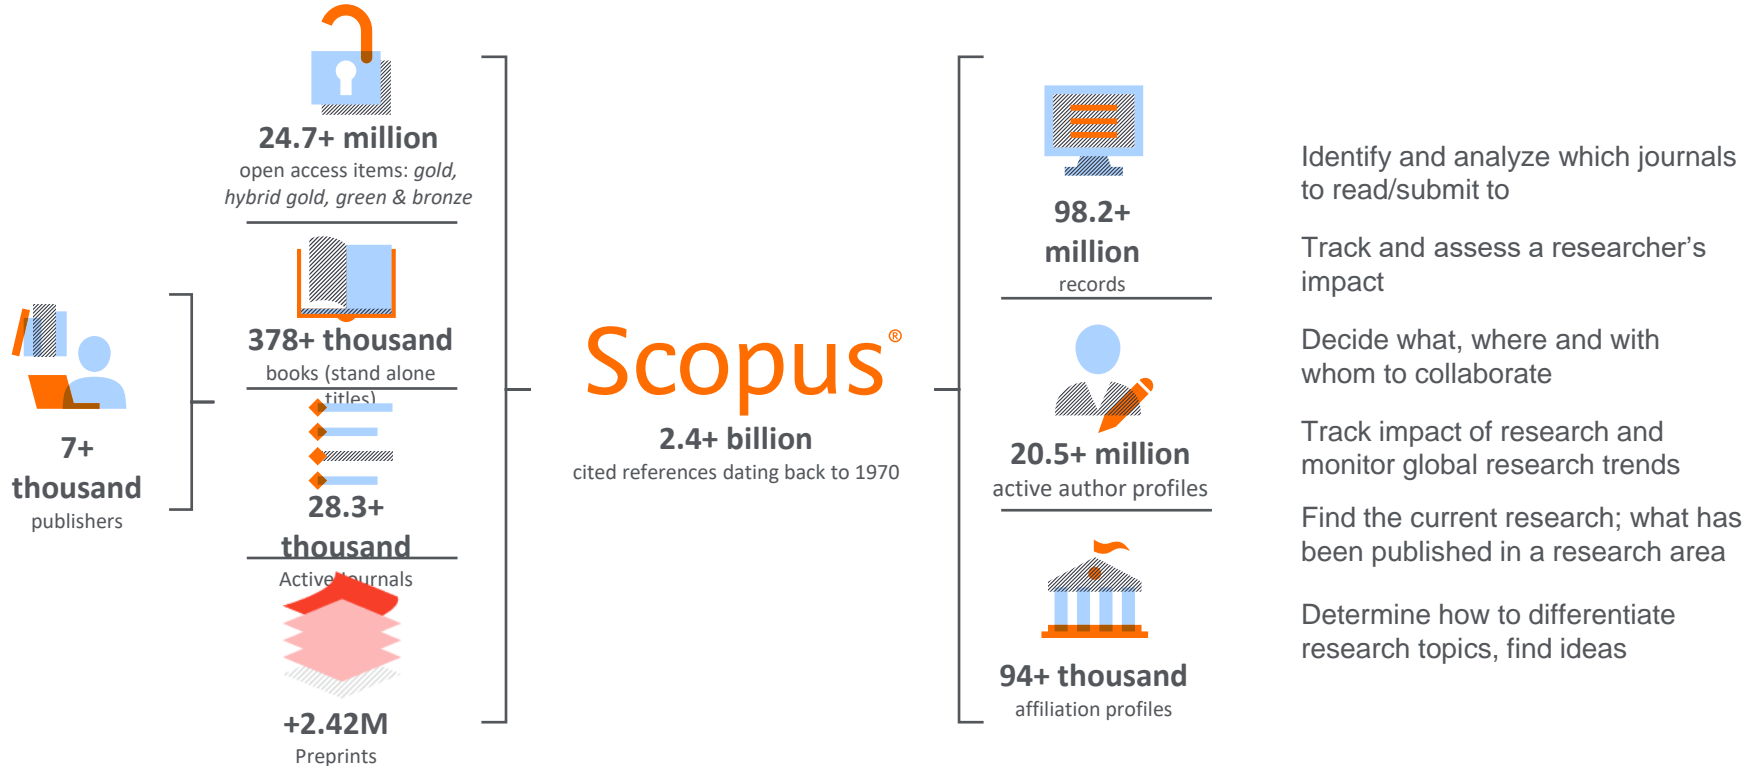 7+
thousand
publishers
24.7+ million
open access items: gold,
hybrid gold, green & bronze
378+ thousand
books (stand alone
titles)
28.3+
thousand
Active Journals
+2.42M
Preprints
Scopus®
2.4+ billion
cited references dating back to 1970
98.2+
million
records
20.5+ million
active author profiles
94+ thousand
affiliation profiles
Identify and analyze which journals
to read/submit to
Track and assess a researcher’s
impact
Decide what, where and with
whom to collaborate
Track impact of research and
monitor global research trends
Find the current research; what has
been published in a research area
Determine how to differentiate
research topics, find ideas